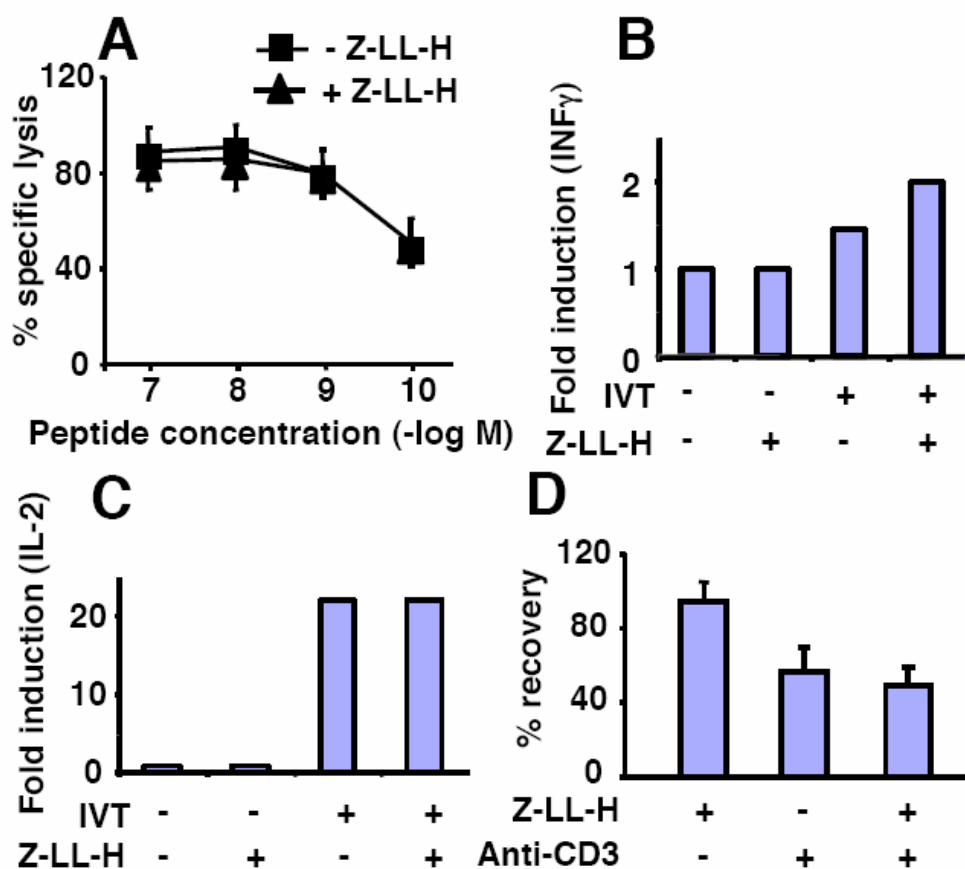 A
- Z-LL-H
+ Z-LL-H
% specific lysis
120
80
40
0
7 8 9 10
Peptide concentration (-log M)
B
Fold induction (INFγ)
2
1
0
IVT - - + +
Z-LL-H - + - +
C
Fold induction (IL-2)
20
10
0
IVT - - + +
Z-LL-H - + - +
D
% recovery
120
80
40
0
Z-LL-H + - +
Anti-CD3 - + +